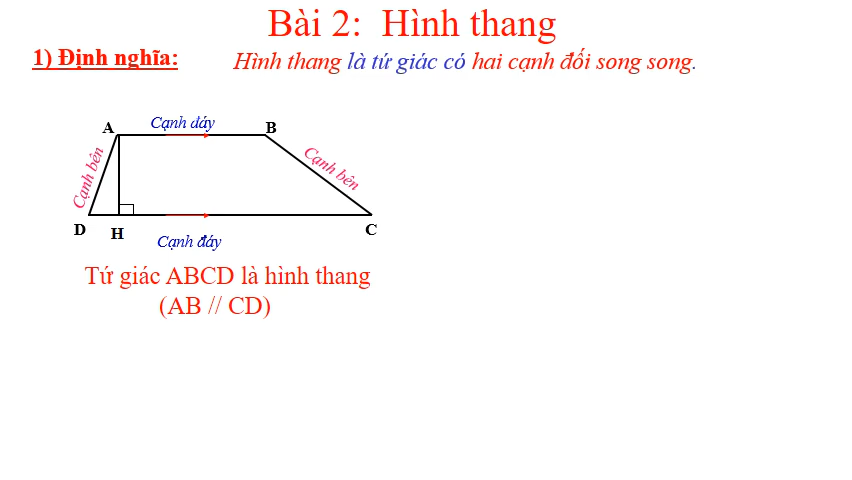 Bài 2: Hình thang
1) Định nghĩa:
Hình thang là tứ giác có hai cạnh đối song song.
A
Cạnh đáy
B
Cạnh bên
Cạnh bên
D
H
Cạnh đáy
C
Tứ giác ABCD là hình thang
(AB // CD)